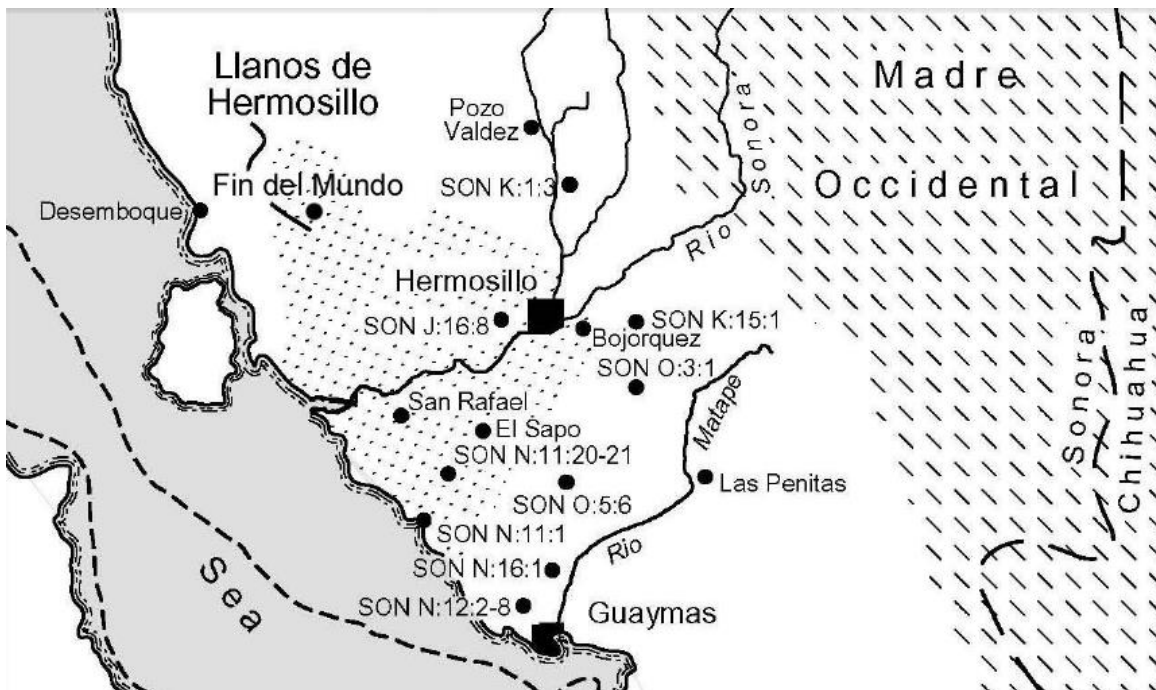 Llanos de
Hermosillo
Madre
Pozo
Valdez
Sonora
SON K:1:3
Fin del Mundo
Occidental
Desemboque
Rio
Hermosillo
SON J:16:8
SON K:15:1
Bojorquez
SON O:3:1
Sonora
Chihuahua
San Rafael
Matape
El Sapo
SON N:11:20-21
Las Penitas
SON O:5:6
SON N:11:1
Rio
SON N:16:1
Sea
SON N:12:2-8
Guaymas